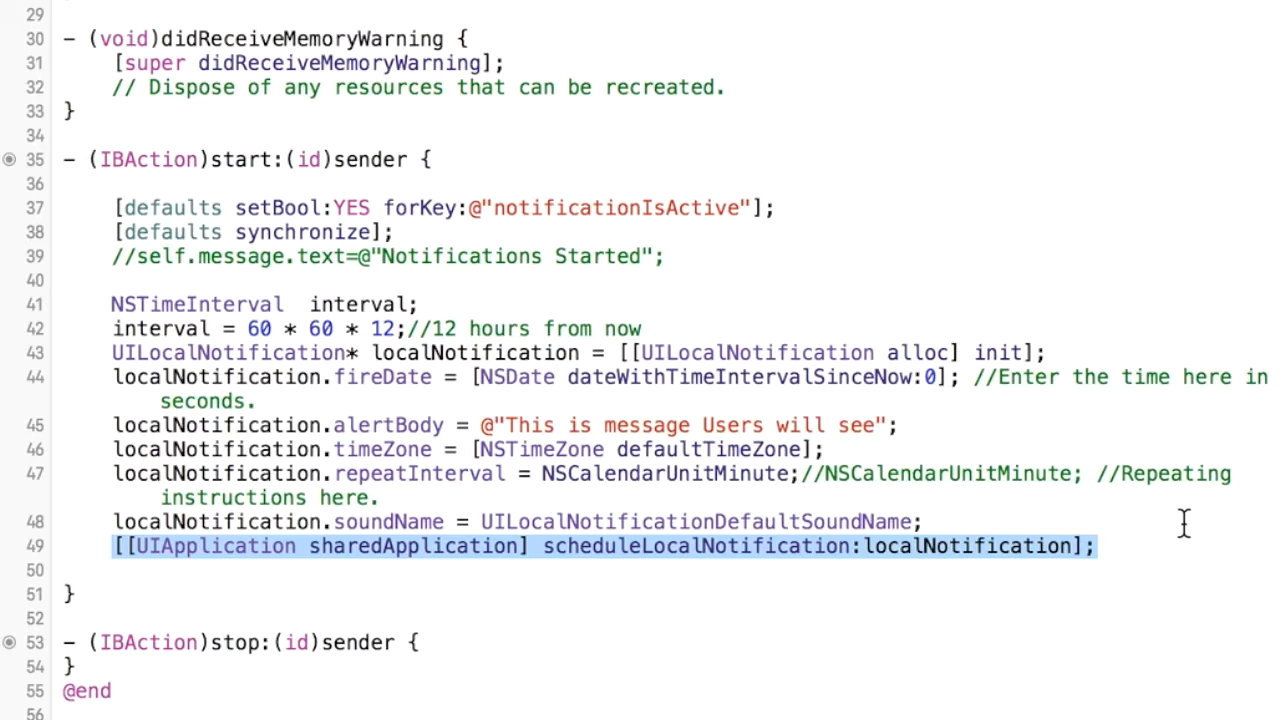 29
30 - (void)didReceiveMemoryWarning {
31     [super didReceiveMemoryWarning];
32     // Dispose of any resources that can be recreated.
33 }
34
35 - (IBAction)start:(id)sender {
36
37     [defaults setBool:YES forKey:@"notificationIsActive"];
38     [defaults synchronize];
39     //self.message.text=@"Notifications Started";
40
41     NSTimeInterval  interval;
42     interval = 60 * 60 * 12;//12 hours from now
43     UILocalNotification* localNotification = [[UILocalNotification alloc] init];
44     localNotification.fireDate = [NSDate dateWithTimeIntervalSinceNow:0]; //Enter the time here in
        seconds.
45     localNotification.alertBody = @"This is message Users will see";
46     localNotification.timeZone = [NSTimeZone defaultTimeZone];
47     localNotification.repeatInterval = NSCalendarUnitMinute;//NSCalendarUnitMinute; //Repeating
        instructions here.
48     localNotification.soundName = UILocalNotificationDefaultSoundName;
49     [[UIApplication sharedApplication] scheduleLocalNotification:localNotification];
50
51 }
52
53 - (IBAction)stop:(id)sender {
54 }
55 @end
56